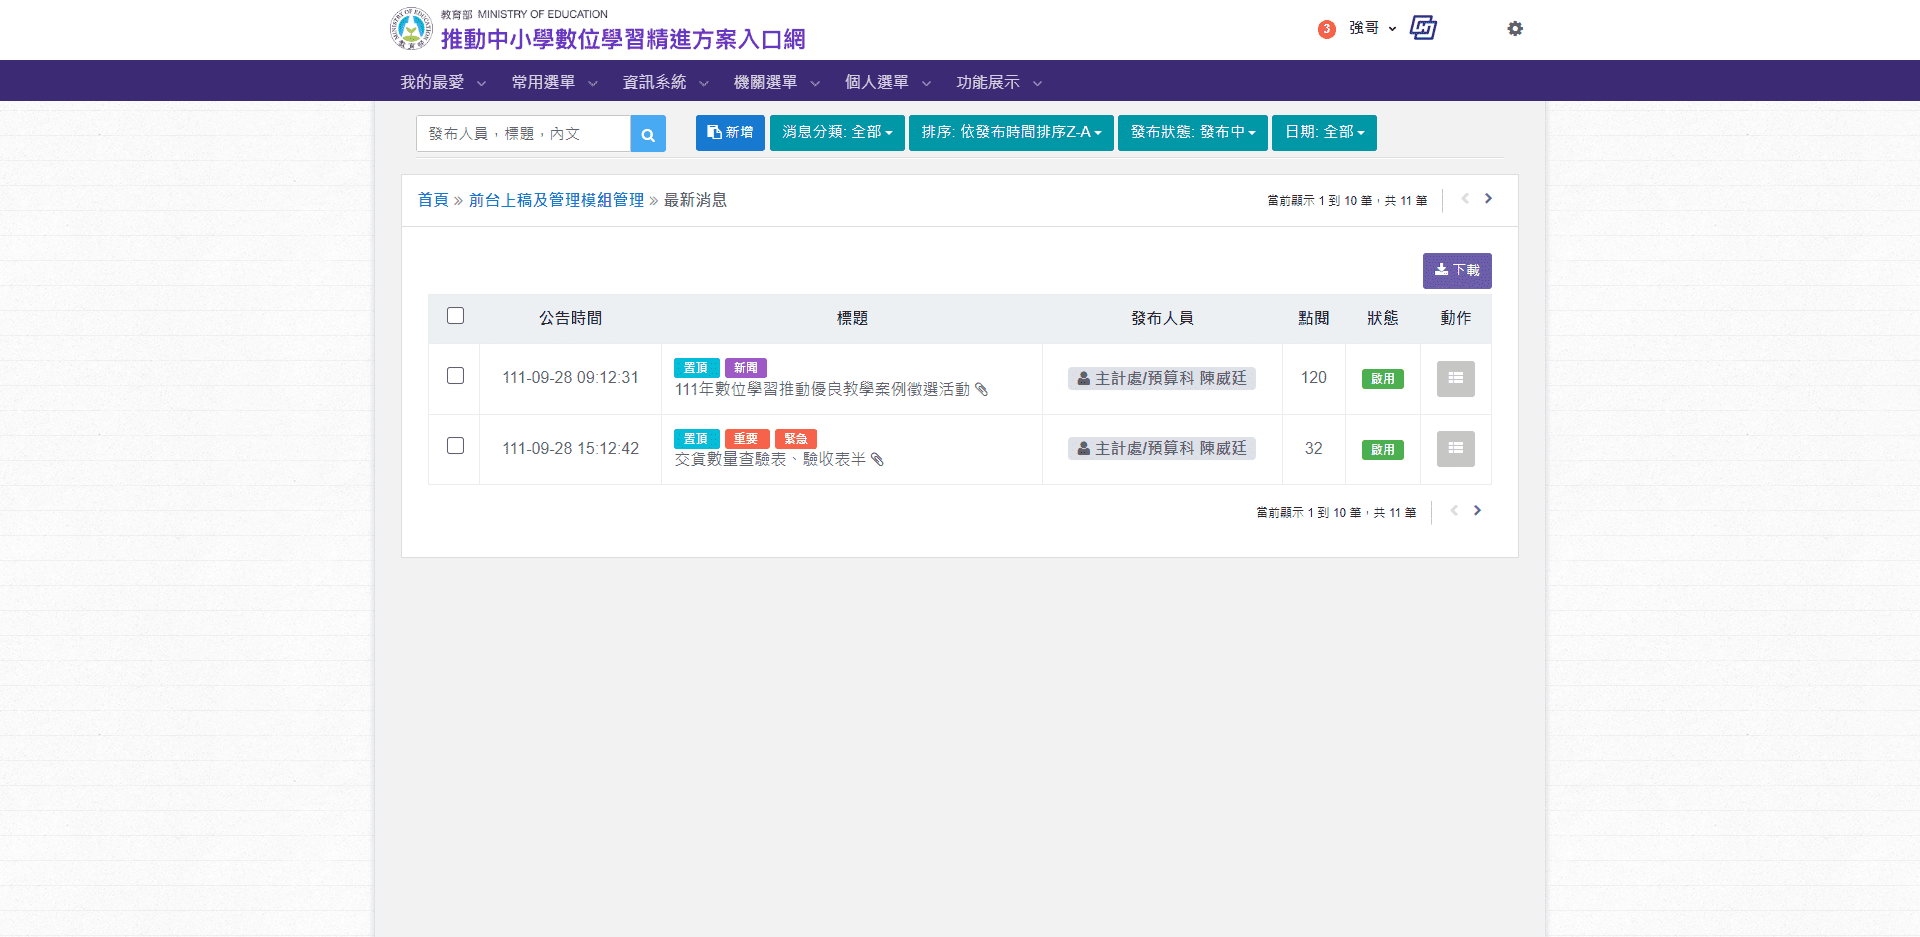 教育部 MINISTRY OF EDUCATION
推動中小學數位學習精進方案入口網
3 強哥
我的最愛 常用選單 資訊系統 機關選單 個人選單 功能展示
發布人員，標題，內文 新增 消息分類: 全部 排序: 依發布時間排序Z-A 發布狀態: 發布中 日期: 全部
首頁 » 前台上稿及管理模組管理 » 最新消息 當前顯示 1 到 10 筆，共 11 筆
下載
公告時間 標題 發布人員 點閱 狀態 動作
置頂 新聞
111-09-28 09:12:31 111年數位學習推動優良教學案例徵選活動 主計處/預算科 陳威廷 120 啟用
置頂 重要 緊急
111-09-28 15:12:42 交貨數量查驗表、驗收表半 主計處/預算科 陳威廷 32 啟用
當前顯示 1 到 10 筆，共 11 筆